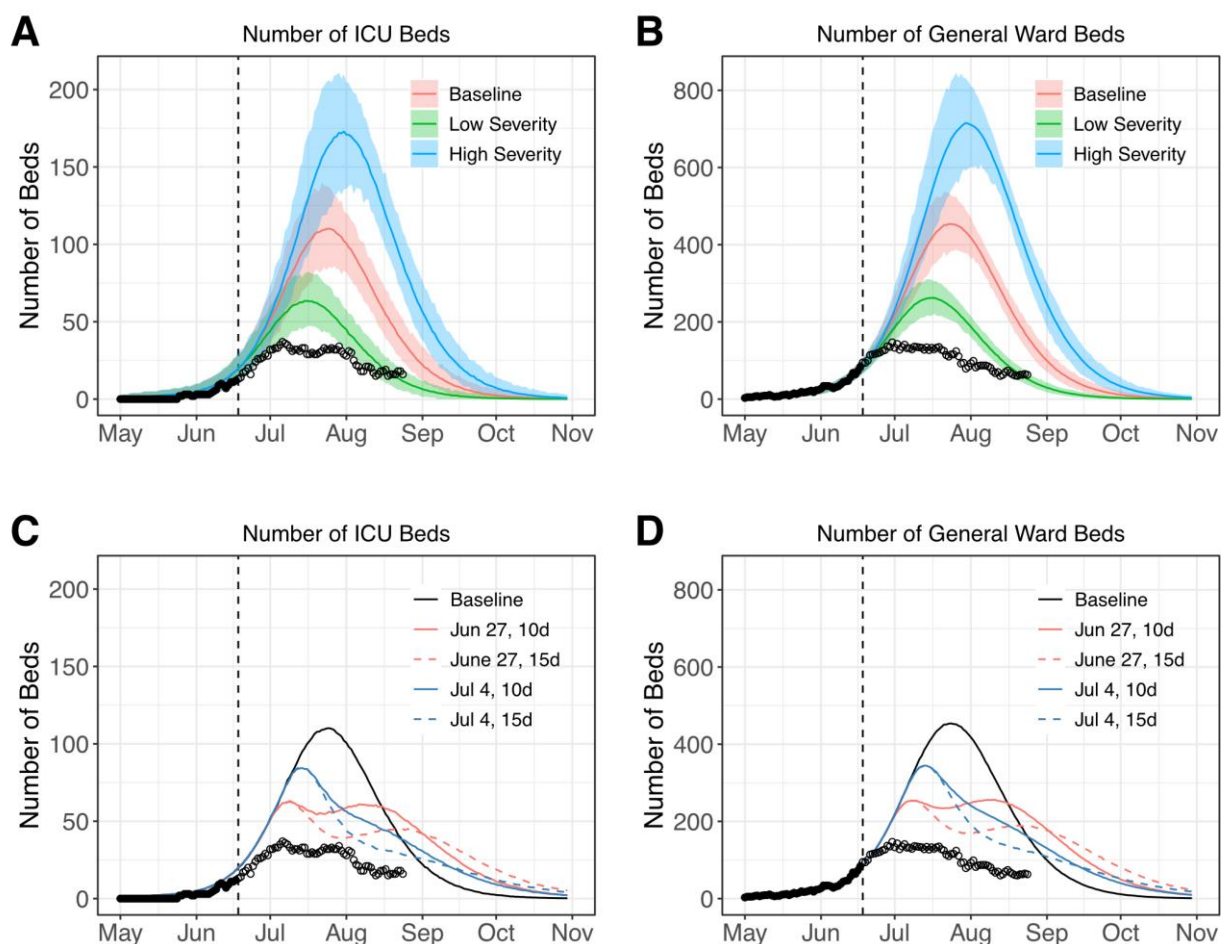 A
Number of ICU Beds
Number of Beds
200
150
100
50
0
Baseline
Low Severity
High Severity
May Jun Jul Aug Sep Oct Nov
B
Number of General Ward Beds
Number of Beds
800
600
400
200
0
Baseline
Low Severity
High Severity
May Jun Jul Aug Sep Oct Nov
C
Number of ICU Beds
Number of Beds
200
150
100
50
0
Baseline
Jun 27, 10d
June 27, 15d
Jul 4, 10d
Jul 4, 15d
May Jun Jul Aug Sep Oct Nov
D
Number of General Ward Beds
Number of Beds
800
600
400
200
0
Baseline
Jun 27, 10d
June 27, 15d
Jul 4, 10d
Jul 4, 15d
May Jun Jul Aug Sep Oct Nov